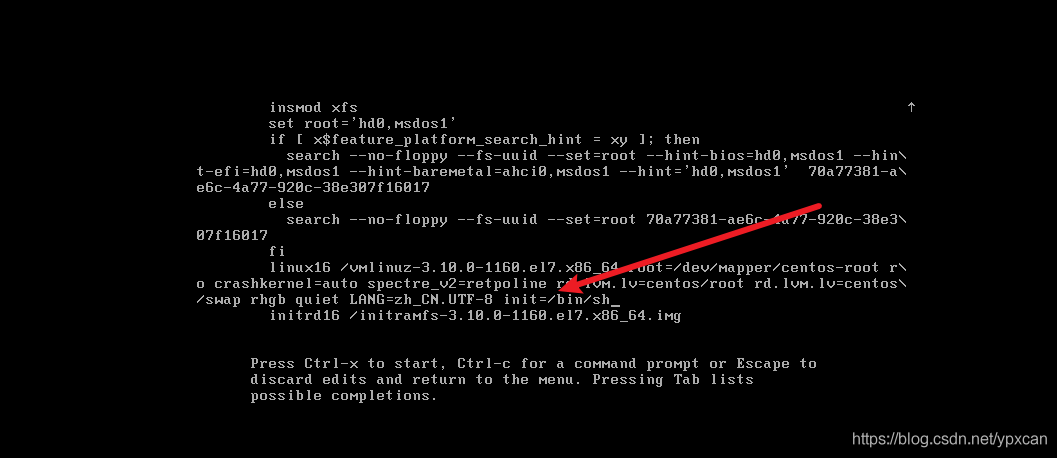 insmod xfs ↑
set root='hd0,msdos1'
if [ x$feature_platform_search_hint = xy ]; then
search --no-floppy --fs-uuid --set=root --hint-bios=hd0,msdos1 --hin\
t-efi=hd0,msdos1 --hint-baremetal=ahci0,msdos1 --hint='hd0,msdos1'  70a77381-a\
e6c-4a77-920c-38e307f16017
else
search --no-floppy --fs-uuid --set=root 70a77381-ae6c-4a77-920c-38e3\
07f16017
fi
linux16 /vmlinuz-3.10.0-1160.el7.x86_64 root=/dev/mapper/centos-root r\
o crashkernel=auto spectre_v2=retpoline rd.lvm.lv=centos/root rd.lvm.lv=centos\
/swap rhgb quiet LANG=zh_CN.UTF-8 init=/bin/sh_
initrd16 /initramfs-3.10.0-1160.el7.x86_64.img
Press Ctrl-x to start, Ctrl-c for a command prompt or Escape to
discard edits and return to the menu. Pressing Tab lists
possible completions.
https://blog.csdn.net/ypxcan